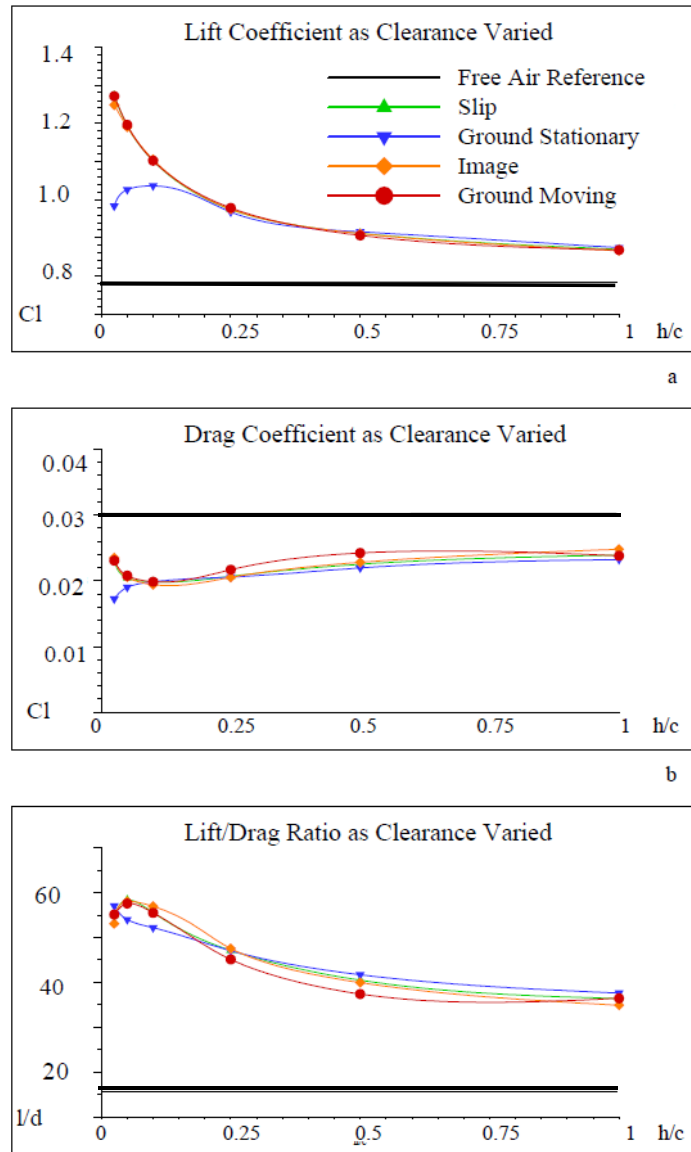 Lift Coefficient as Clearance Varied
1.4
Free Air Reference
Slip
1.2
Ground Stationary
Image
1.0
Ground Moving
0.8
Cl
0 0.25 0.5 0.75 1 h/c
a
Drag Coefficient as Clearance Varied
0.04
0.03
0.02
0.01
Cl
0 0.25 0.5 0.75 1 h/c
b
Lift/Drag Ratio as Clearance Varied
60
40
20
l/d
0 0.25 0.5 0.75 1 h/c